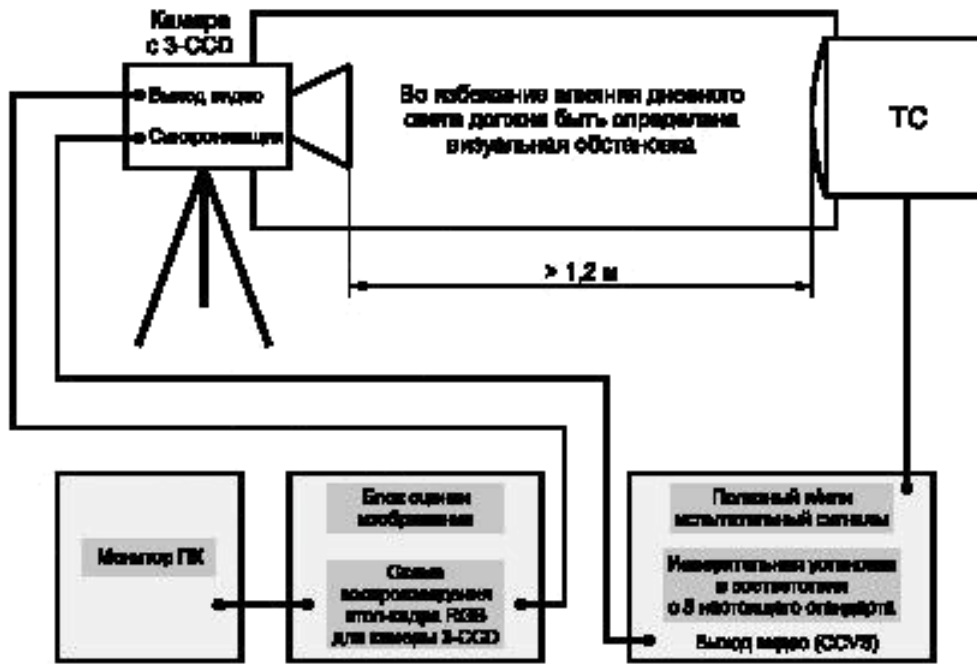 Камера
с 3-CCD
Выход видео
Синхронизация
Во избежание влияния дневного
света должна быть определена
визуальная обстановка
ТС
> 1,2 м
Монитор ПК
Блок оценки
изображения
Схема
воспроизведения
стоп-кадра RGB
для камеры 3-CCD
Полезный и/или
испытательный сигналы
Измерительная установка
в соответствии
с 5 настоящего стандарта
Выход видео (CCVS)